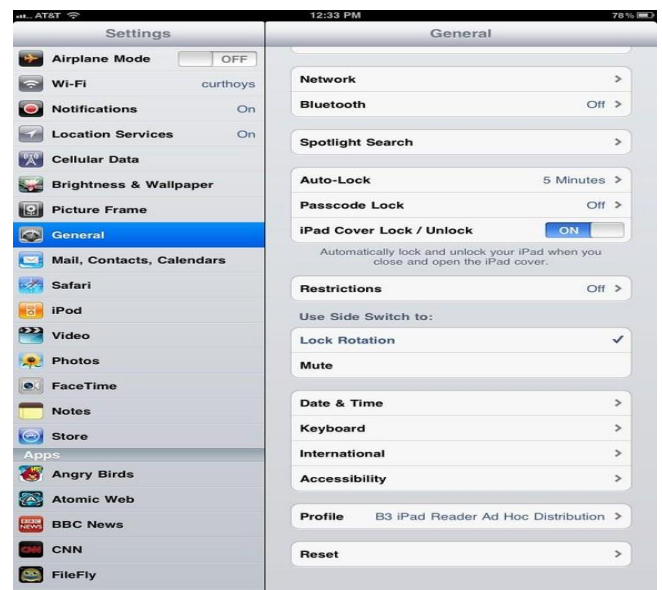 AT&T 12:33 PM 78%
Settings
Airplane Mode OFF
Wi-Fi curthoys
Notifications On
Location Services On
Cellular Data
Brightness & Wallpaper
Picture Frame
General
Mail, Contacts, Calendars
Safari
iPod
Video
Photos
FaceTime
Notes
Store
Apps
Angry Birds
Atomic Web
BBC News
CNN
FileFly
General
Network
Bluetooth Off
Spotlight Search
Auto-Lock 5 Minutes
Passcode Lock Off
iPad Cover Lock / Unlock ON
Automatically lock and unlock your iPad when you
close and open the iPad cover.
Restrictions Off
Use Side Switch to:
Lock Rotation
Mute
Date & Time
Keyboard
International
Accessibility
Profile B3 iPad Reader Ad Hoc Distribution
Reset